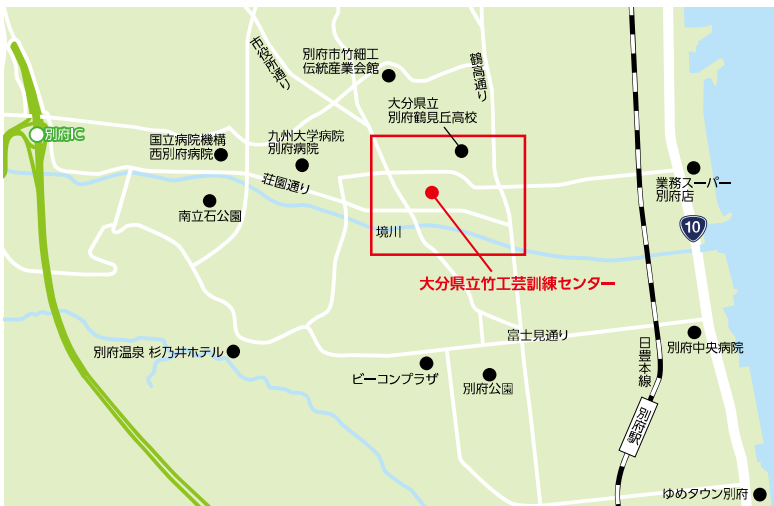 市役所通り
別府市竹細工
伝統産業会館
鶴高通り
大分県立
別府鶴見丘高校
別府IC
国立病院機構
西別府病院
九州大学病院
別府病院
荘園通り
業務スーパー
別府店
南立石公園
境川
10
大分県立竹工芸訓練センター
富士見通り
別府温泉 杉乃井ホテル
日豊本線
別府中央病院
ビーコンプラザ
別府公園
別府駅
ゆめタウン別府